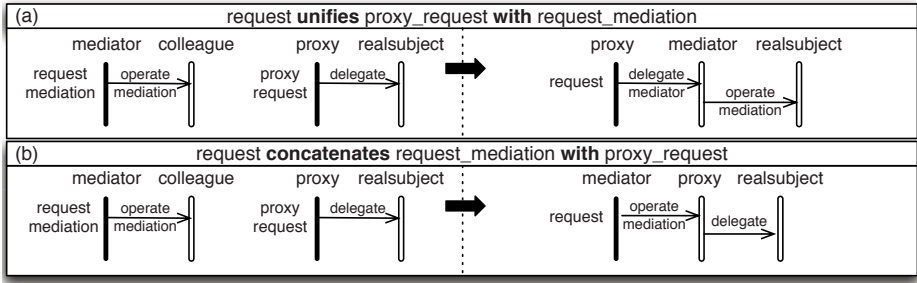 (a) request unifies proxy_request with request_mediation
mediator colleague proxy realsubject proxy mediator realsubject
request mediation operate mediation proxy request delegate request delegate mediator operate mediation
(b) request concatenates request_mediation with proxy_request
mediator colleague proxy realsubject mediator proxy realsubject
request mediation operate mediation proxy request delegate request operate mediation delegate